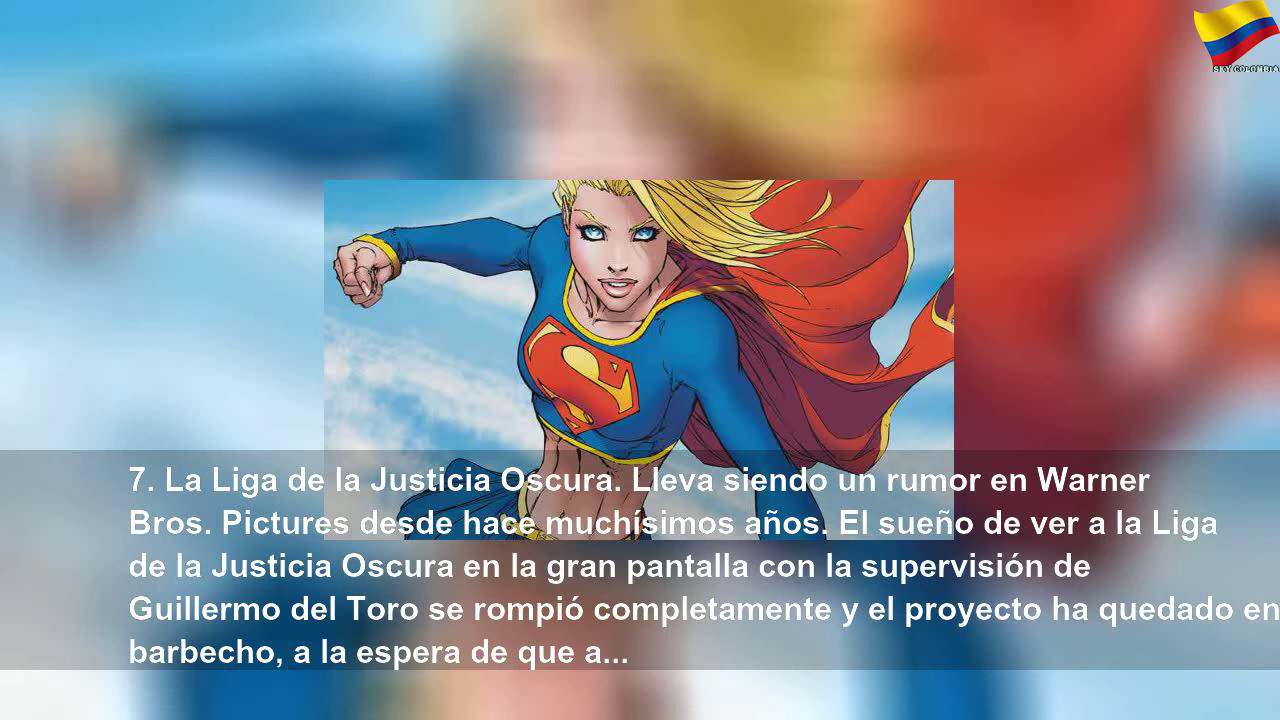 SKY COLOMBIA
7. La Liga de la Justicia Oscura. Lleva siendo un rumor en Warner
Bros. Pictures desde hace muchísimos años. El sueño de ver a la Liga
de la Justicia Oscura en la gran pantalla con la supervisión de
Guillermo del Toro se rompió completamente y el proyecto ha quedado en
barbecho, a la espera de que a...